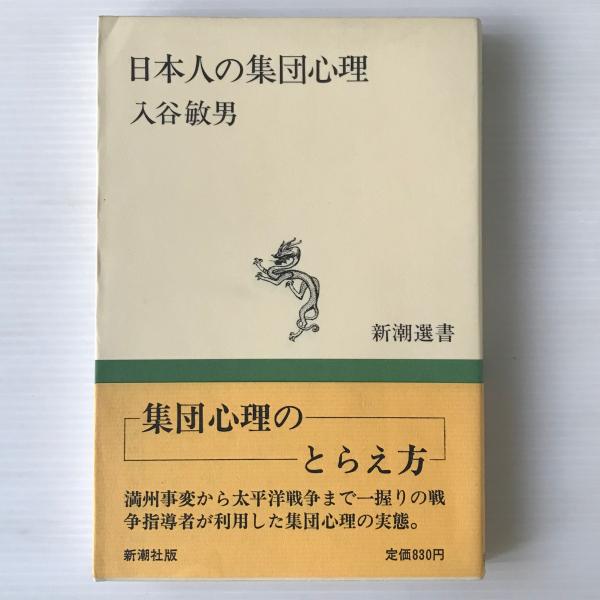 日本人の集団心理
入谷敏男
新潮選書
集団心理の
とらえ方
満州事変から太平洋戦争まで一握りの戦
争指導者が利用した集団心理の実態。
新潮社版 定価830円